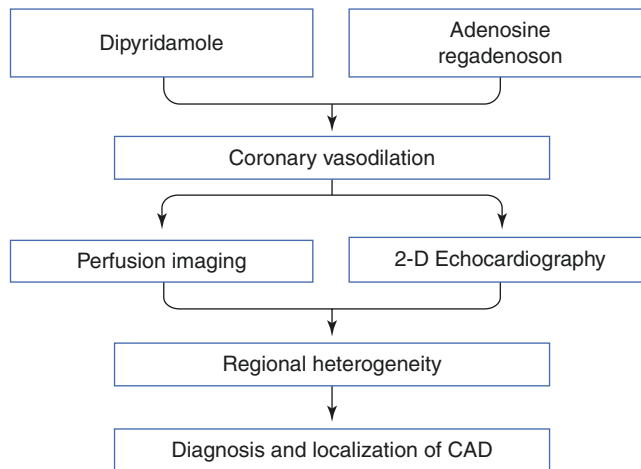 Dipyridamole
Adenosine
regadenoson
Coronary vasodilation
Perfusion imaging
2-D Echocardiography
Regional heterogeneity
Diagnosis and localization of CAD